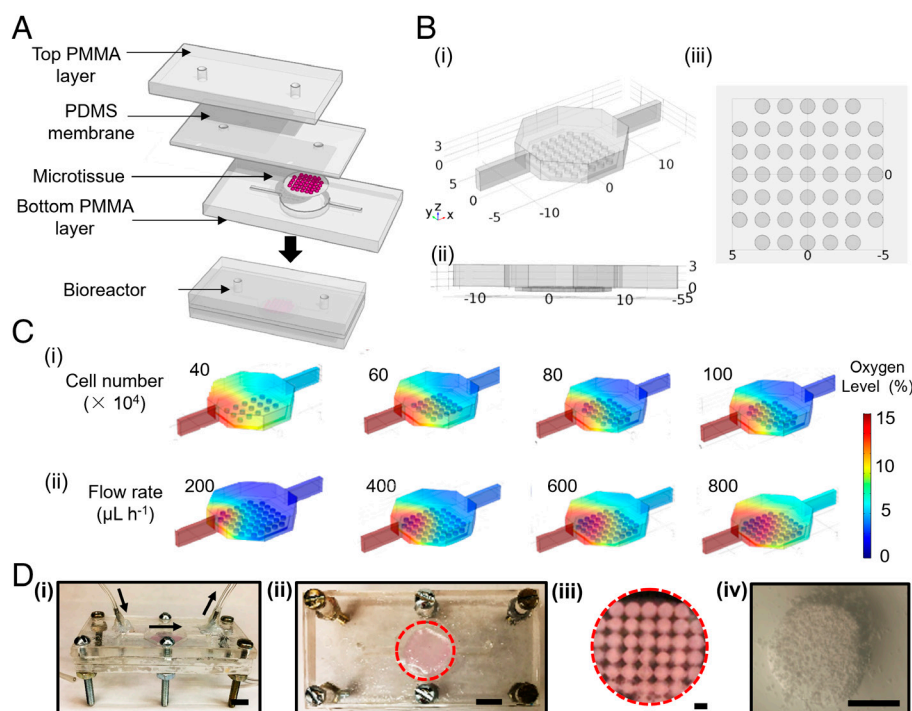 A
Top PMMA
layer
PDMS
membrane
Microtissue
Bottom PMMA
layer
Bioreactor
B
(i)
3
0
5
0
-5
-10
0
10
y z x
(ii)
3
0
-10
0
10
-55
(iii)
0
5
0
-5
C
(i)
Cell number
(× 10⁴)
40
60
80
100
Oxygen
Level (%)
15
10
5
0
(ii)
Flow rate
(µL h⁻¹)
200
400
600
800
D
(i)
(ii)
(iii)
(iv)